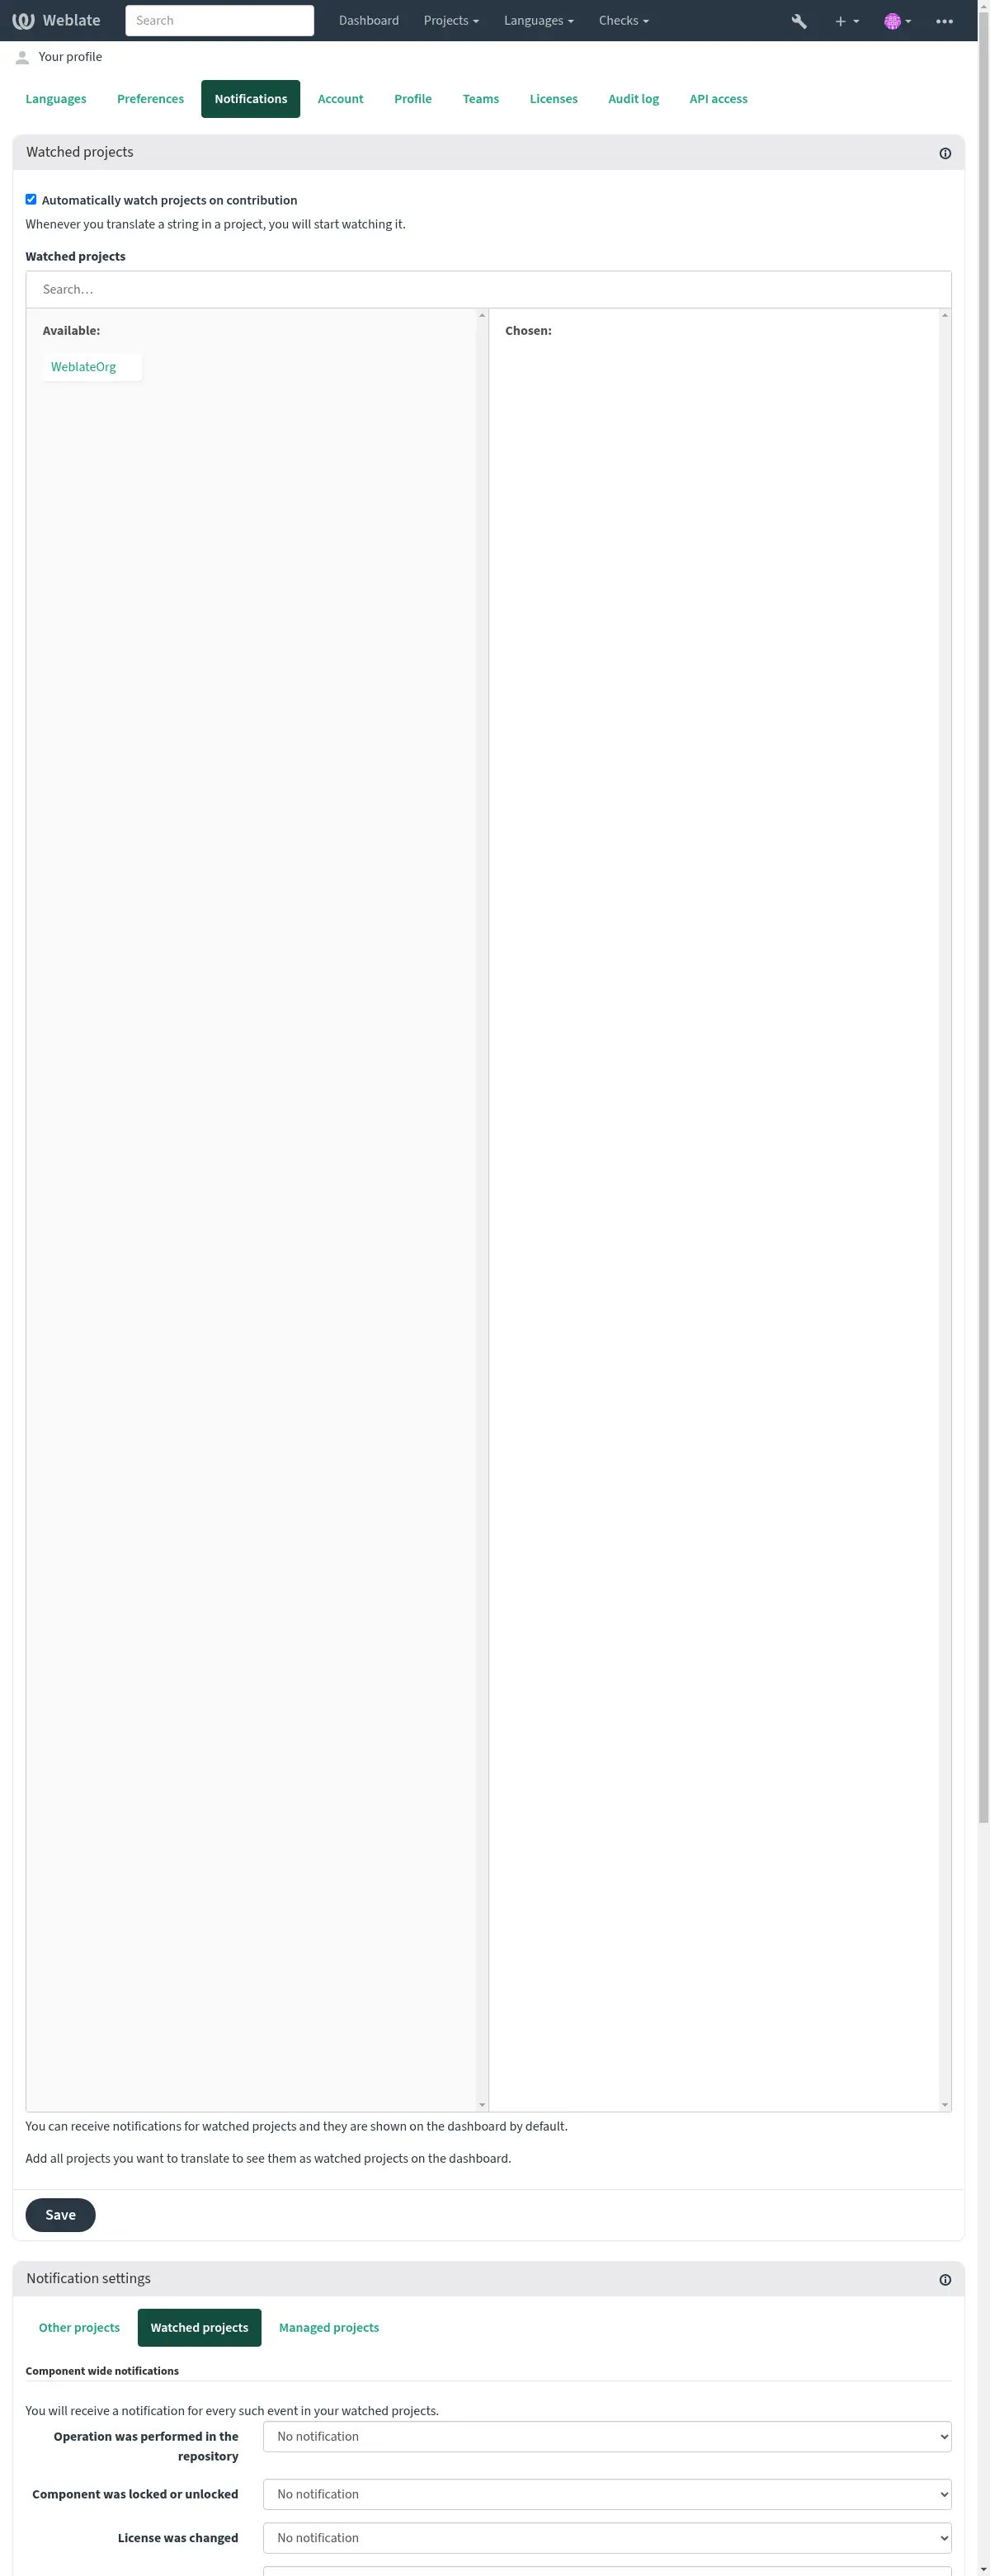 Weblate
Search
Dashboard
Projects
Languages
Checks
Your profile
Languages
Preferences
Notifications
Account
Profile
Teams
Licenses
Audit log
API access
Watched projects
Automatically watch projects on contribution
Whenever you translate a string in a project, you will start watching it.
Watched projects
Search…
Available:
WeblateOrg
Chosen:
You can receive notifications for watched projects and they are shown on the dashboard by default.
Add all projects you want to translate to see them as watched projects on the dashboard.
Save
Notification settings
Other projects
Watched projects
Managed projects
Component wide notifications
You will receive a notification for every such event in your watched projects.
Operation was performed in the
repository
No notification
Component was locked or unlocked
No notification
License was changed
No notification